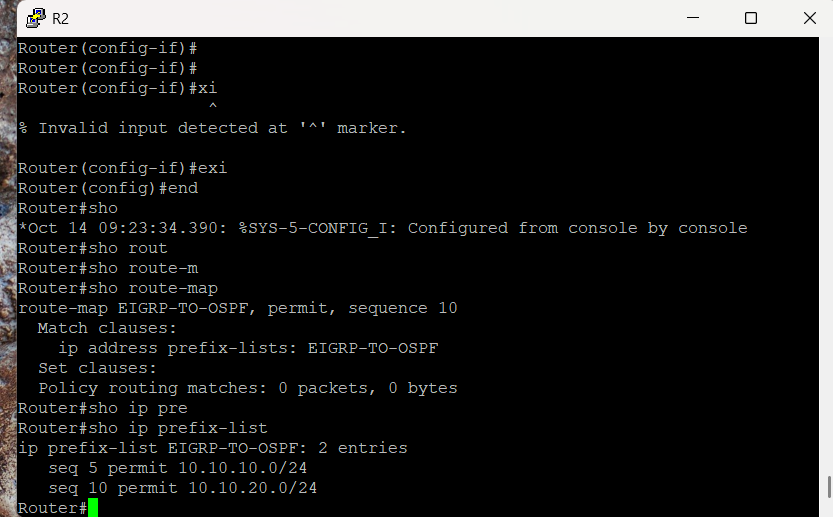 R2
Router(config-if)#
Router(config-if)#
Router(config-if)#xi
^
% Invalid input detected at '^' marker.
Router(config-if)#exi
Router(config)#end
Router#sho
*Oct 14 09:23:34.390: %SYS-5-CONFIG_I: Configured from console by console
Router#sho rout
Router#sho route-m
Router#sho route-map
route-map EIGRP-TO-OSPF, permit, sequence 10
  Match clauses:
    ip address prefix-lists: EIGRP-TO-OSPF
  Set clauses:
  Policy routing matches: 0 packets, 0 bytes
Router#sho ip pre
Router#sho ip prefix-list
ip prefix-list EIGRP-TO-OSPF: 2 entries
   seq 5 permit 10.10.10.0/24
   seq 10 permit 10.10.20.0/24
Router#